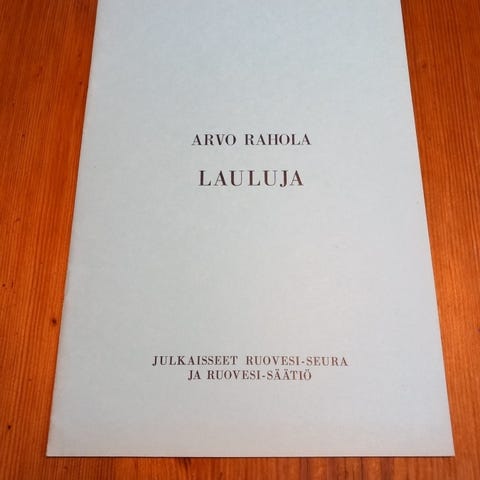 ARVO RAHOLA
LAULUJA
JULKAISSEET RUOVESI-SEURA
JA RUOVESI-SÄÄTIÖ